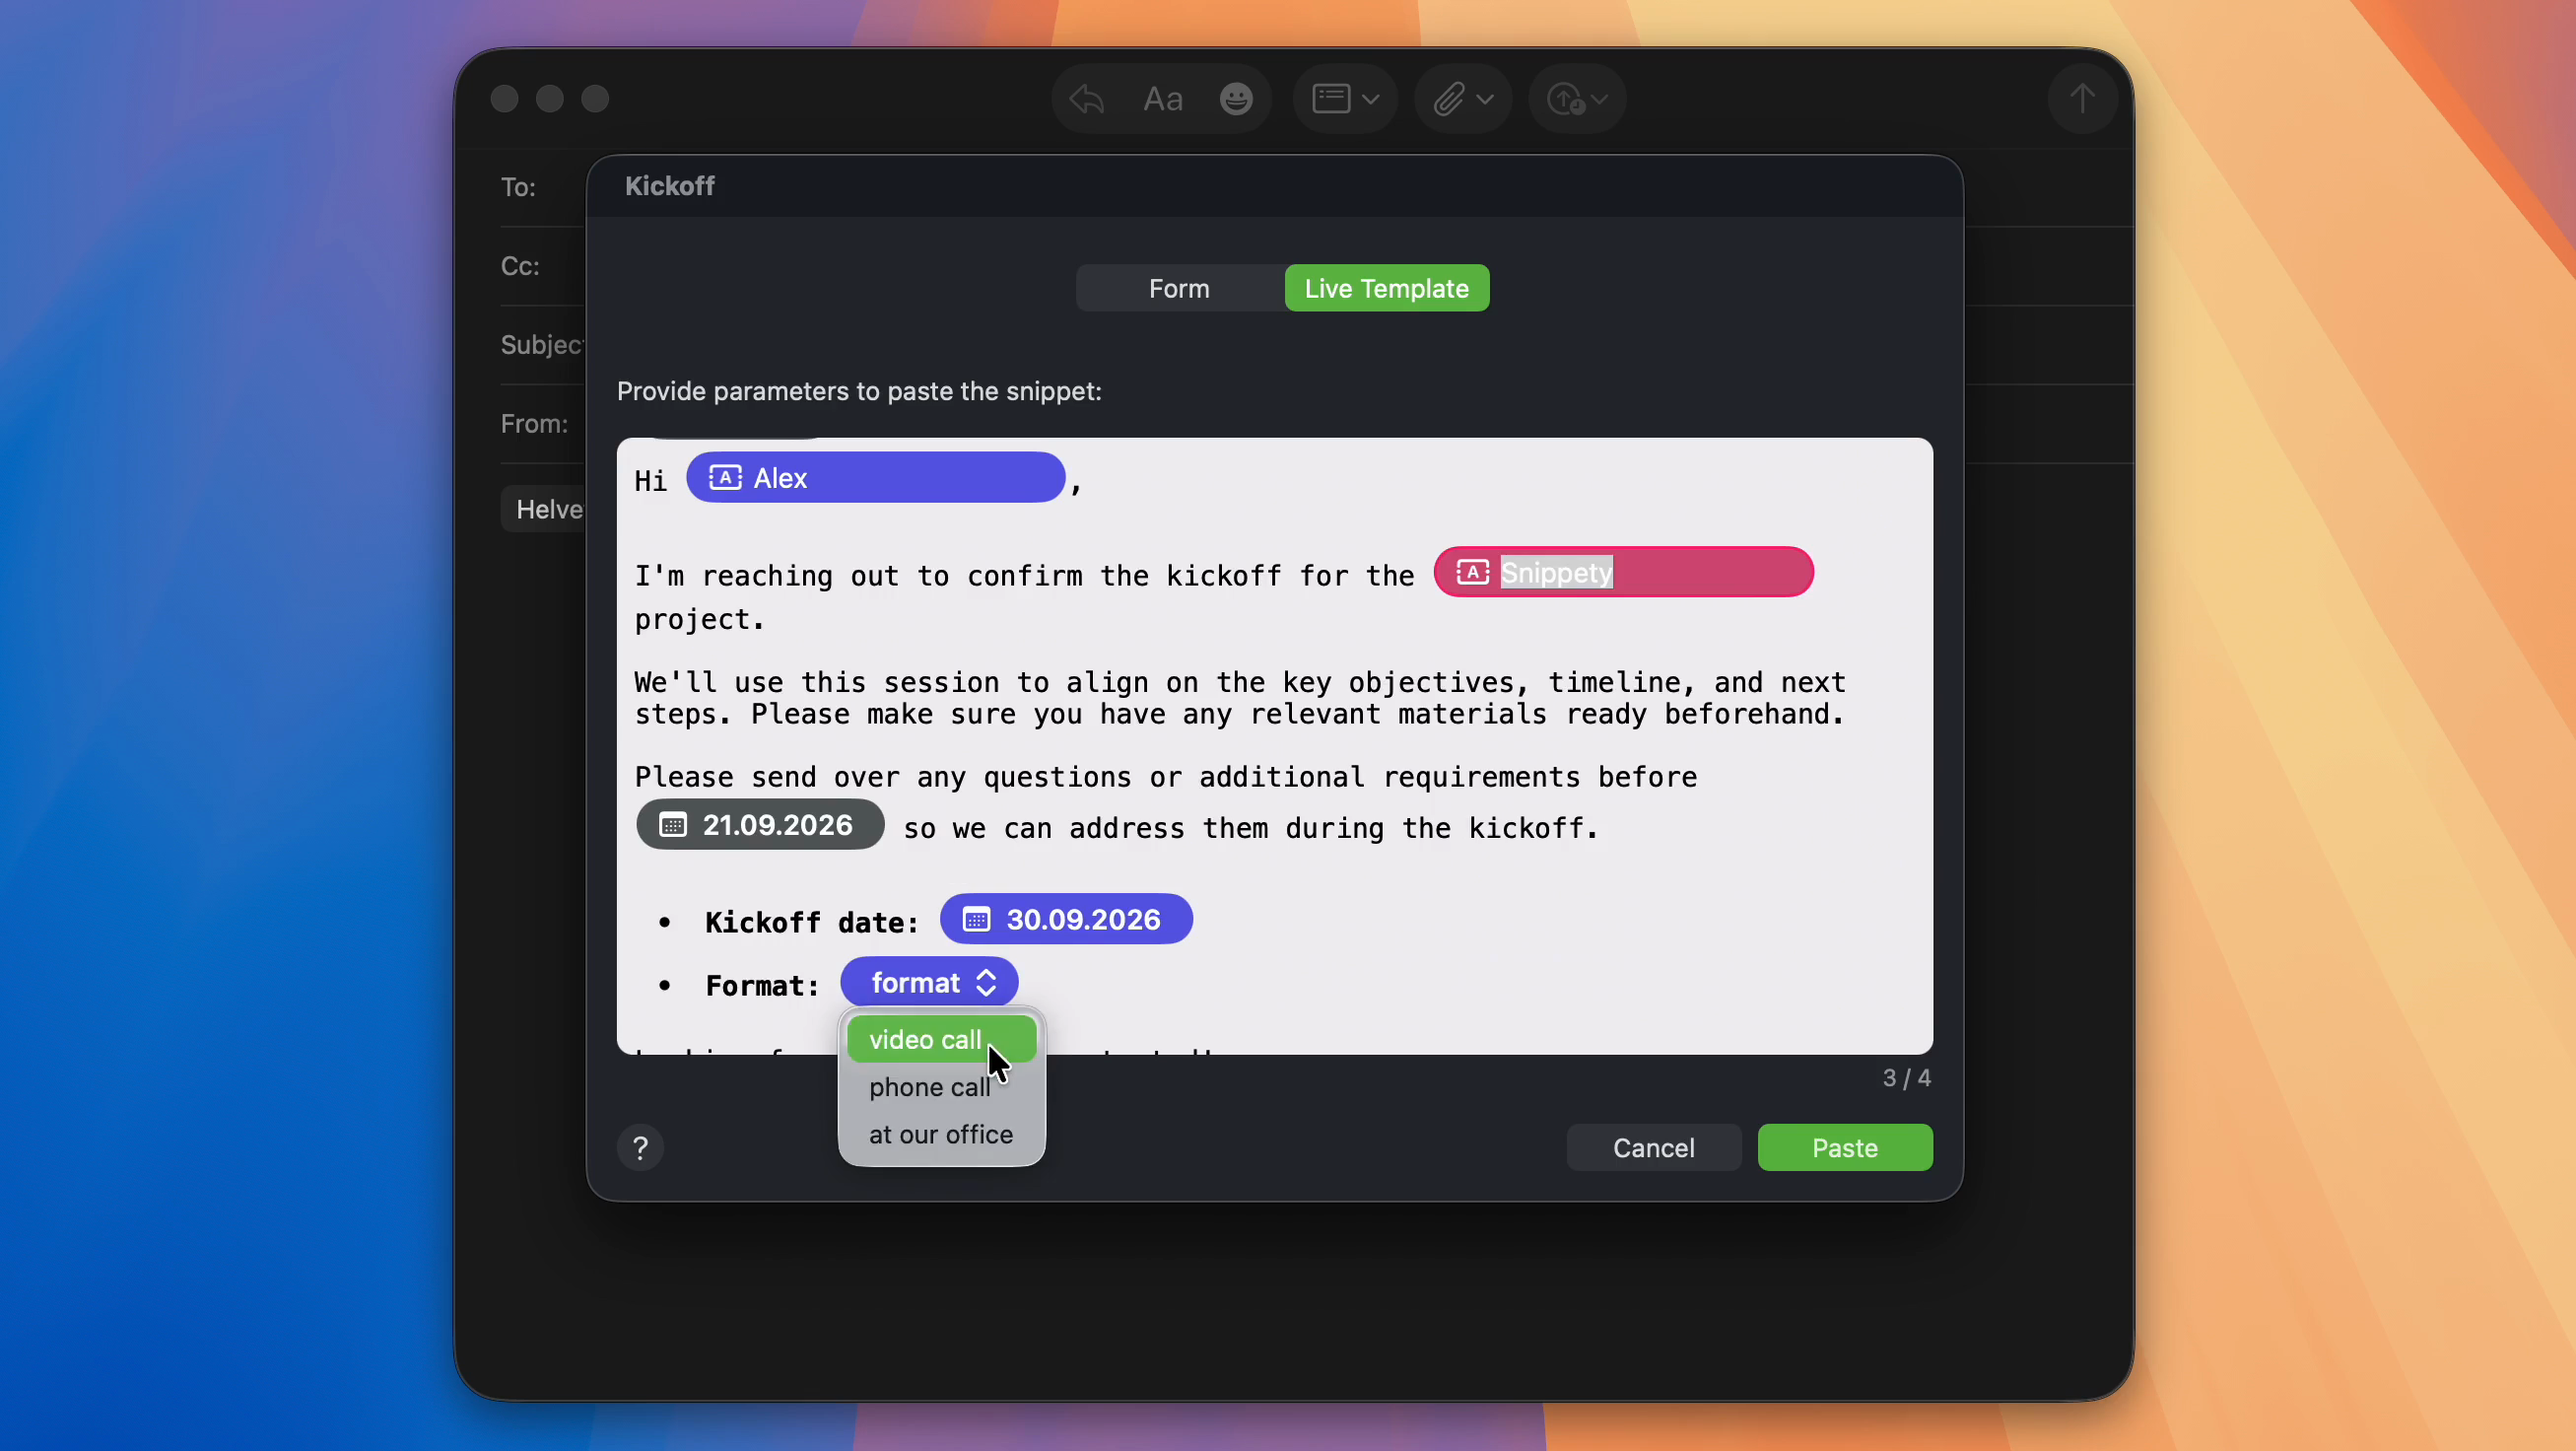 Aa
To:
Kickoff
Cc:
Form
Live Template
Subject
From:
Provide parameters to paste the snippet:
Helve
Hi A Alex,
I'm reaching out to confirm the kickoff for the A Snippety
project.
We'll use this session to align on the key objectives, timeline, and next
steps. Please make sure you have any relevant materials ready beforehand.
Please send over any questions or additional requirements before
21.09.2026 so we can address them during the kickoff.
• Kickoff date: 30.09.2026
• Format: format
video call
phone call
at our office
3 / 4
?
Cancel
Paste